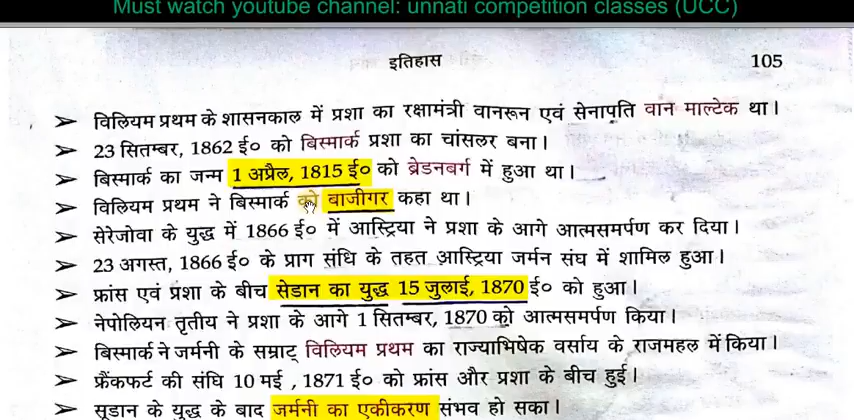 Must watch youtube channel: unnati competition classes (UCC)
इतिहास 105
➢ विलियम प्रथम के शासनकाल में प्रशा का रक्षामंत्री वानरून एवं सेनापति वान माल्टेक था।
➢ 23 सितम्बर, 1862 ई० को बिस्मार्क प्रशा का चांसलर बना।
➢ बिस्मार्क का जन्म 1 अप्रैल, 1815 ई० को ब्रेडनबर्ग में हुआ था।
➢ विलियम प्रथम ने बिस्मार्क को बाजीगर कहा था।
➢ सेरेजोवा के युद्ध में 1866 ई० में आस्ट्रिया ने प्रशा के आगे आत्मसमर्पण कर दिया।
➢ 23 अगस्त, 1866 ई० के प्राग संधि के तहत आस्ट्रिया जर्मन संघ में शामिल हुआ।
➢ फ्रांस एवं प्रशा के बीच सेडान का युद्ध 15 जुलाई, 1870 ई० को हुआ।
➢ नेपोलियन तृतीय ने प्रशा के आगे 1 सितम्बर, 1870 को आत्मसमर्पण किया।
➢ बिस्मार्क ने जर्मनी के सम्राट् विलियम प्रथम का राज्याभिषेक वर्साय के राजमहल में किया।
➢ फ्रैंकफर्ट की संधि 10 मई , 1871 ई० को फ्रांस और प्रशा के बीच हुई।
➢ सूडान के युद्ध के बाद जर्मनी का एकीकरण संभव हो सका।